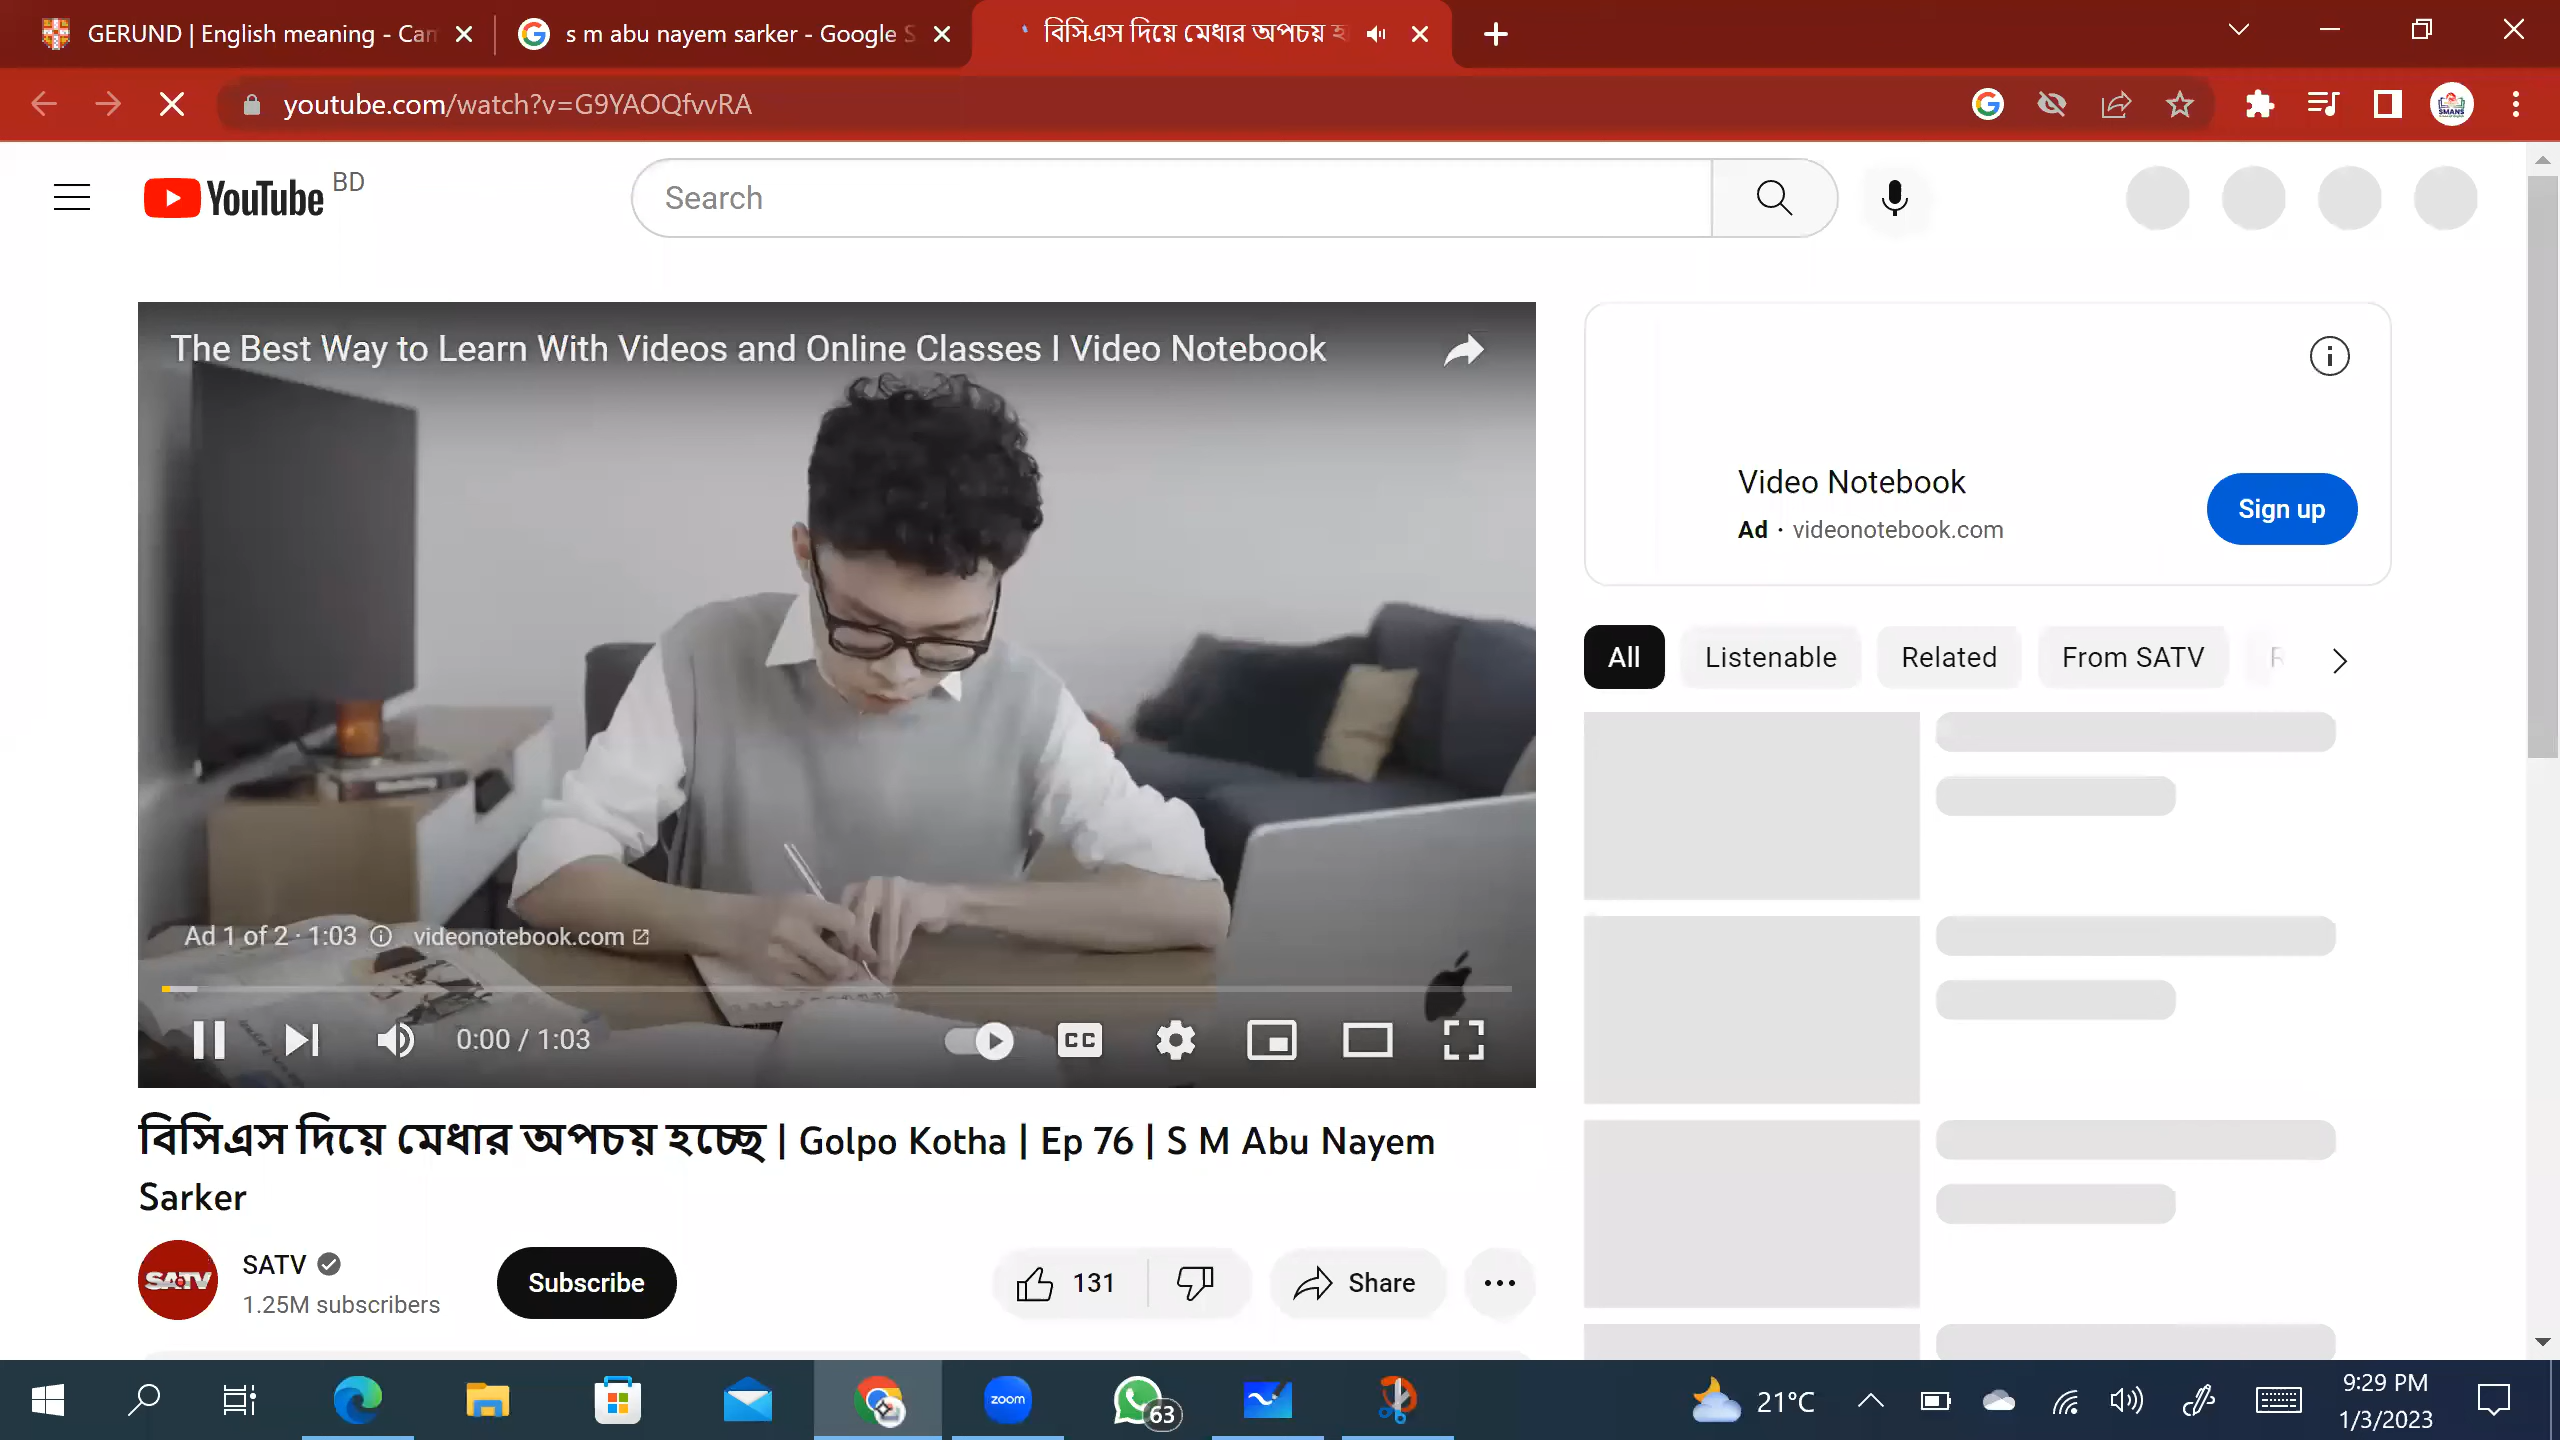 GERUND | English meaning - Cam
s m abu nayem sarker - Google S
বিসিএস দিয়ে মেধার অপচয় হ
youtube.com/watch?v=G9YAOQfvvRA
YouTube BD
Search
The Best Way to Learn With Videos and Online Classes I Video Notebook
Ad 1 of 2 · 1:03 videonotebook.com
0:00 / 1:03
CC
Video Notebook
Ad · videonotebook.com
Sign up
All
Listenable
Related
From SATV
R
বিসিএস দিয়ে মেধার অপচয় হচ্ছে | Golpo Kotha | Ep 76 | S M Abu Nayem
Sarker
SATV
SATV
1.25M subscribers
Subscribe
131
Share
zoom
63
21°C
9:29 PM
1/3/2023